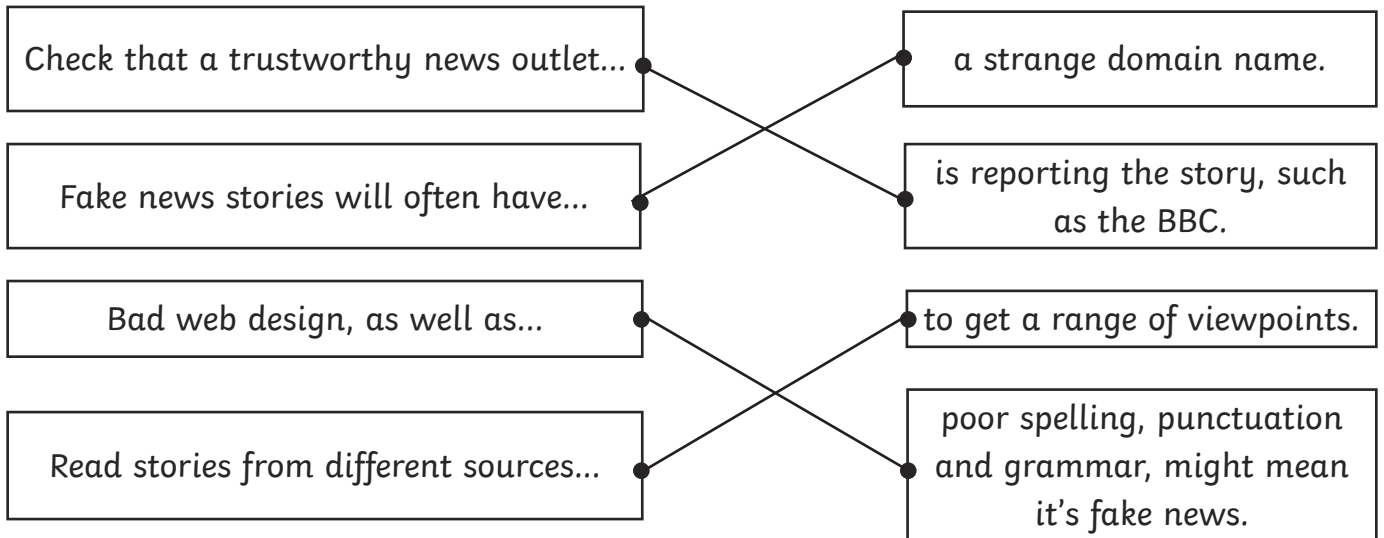 Check that a trustworthy news outlet...
a strange domain name.
Fake news stories will often have...
is reporting the story, such
as the BBC.
Bad web design, as well as...
to get a range of viewpoints.
Read stories from different sources...
poor spelling, punctuation
and grammar, might mean
it's fake news.